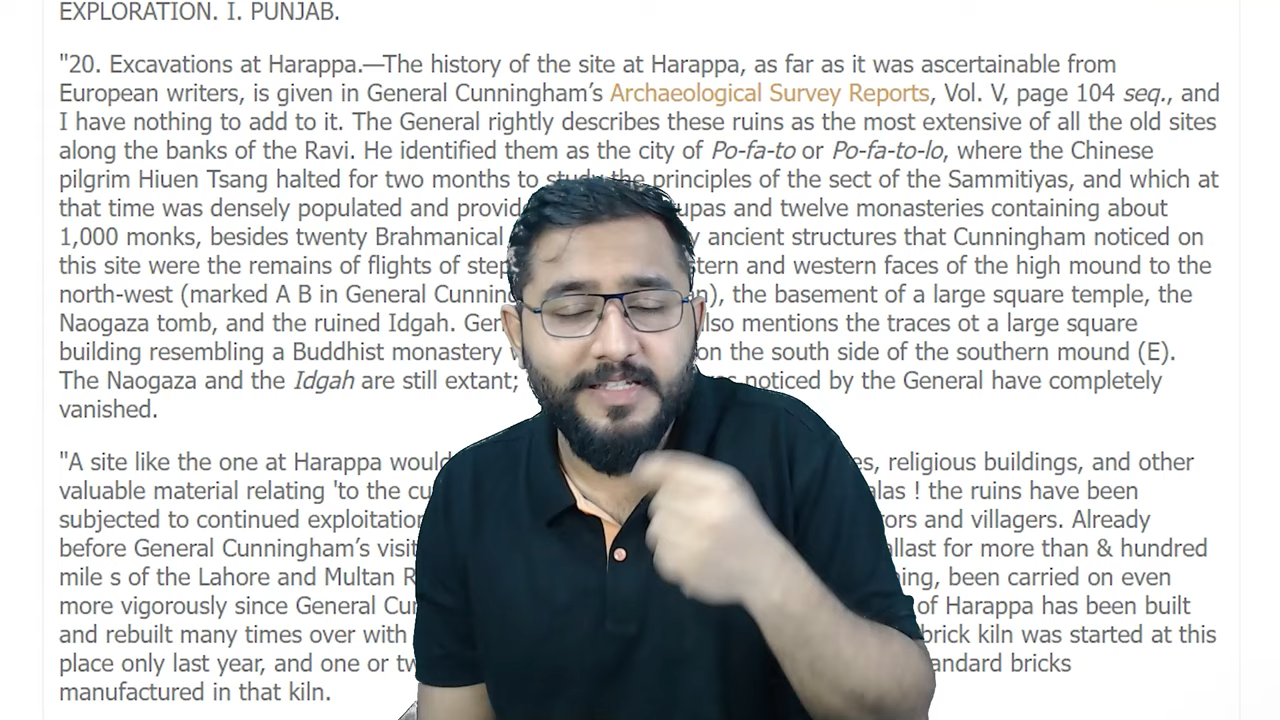 EXPLORATION. I. PUNJAB.
"20. Excavations at Harappa.—The history of the site at Harappa, as far as it was ascertainable from
European writers, is given in General Cunningham's Archaeological Survey Reports, Vol. V, page 104 seq., and
I have nothing to add to it. The General rightly describes these ruins as the most extensive of all the old sites
along the banks of the Ravi. He identified them as the city of Po-fa-to or Po-fa-to-lo, where the Chinese
pilgrim Hiuen Tsang halted for two months to study the principles of the sect of the Sammitiyas, and which at
that time was densely populated and and twelve monasteries containing about
1,000 monks, besides twenty Brahmanical ancient structures that Cunningham noticed on
this site were the remains of flights of and western faces of the high mound to the
north-west (marked A B in General the basement of a large square temple, the
Naogaza tomb, and the ruined Idgah. mentions the traces ot a large square
building resembling a Buddhist monastery on the south side of the southern mound (E).
The Naogaza and the Idgah are still extant; noticed by the General have completely
vanished.
"A site like the one at Harappa religious buildings, and other
valuable material relating 'to the alas ! the ruins have been
subjected to continued and villagers. Already
before General Cunningham's for more than & hundred
mile s of the Lahore and Multan been carried on even
more vigorously since General of Harappa has been built
and rebuilt many times over with brick kiln was started at this
place only last year, and one or bricks
manufactured in that kiln.